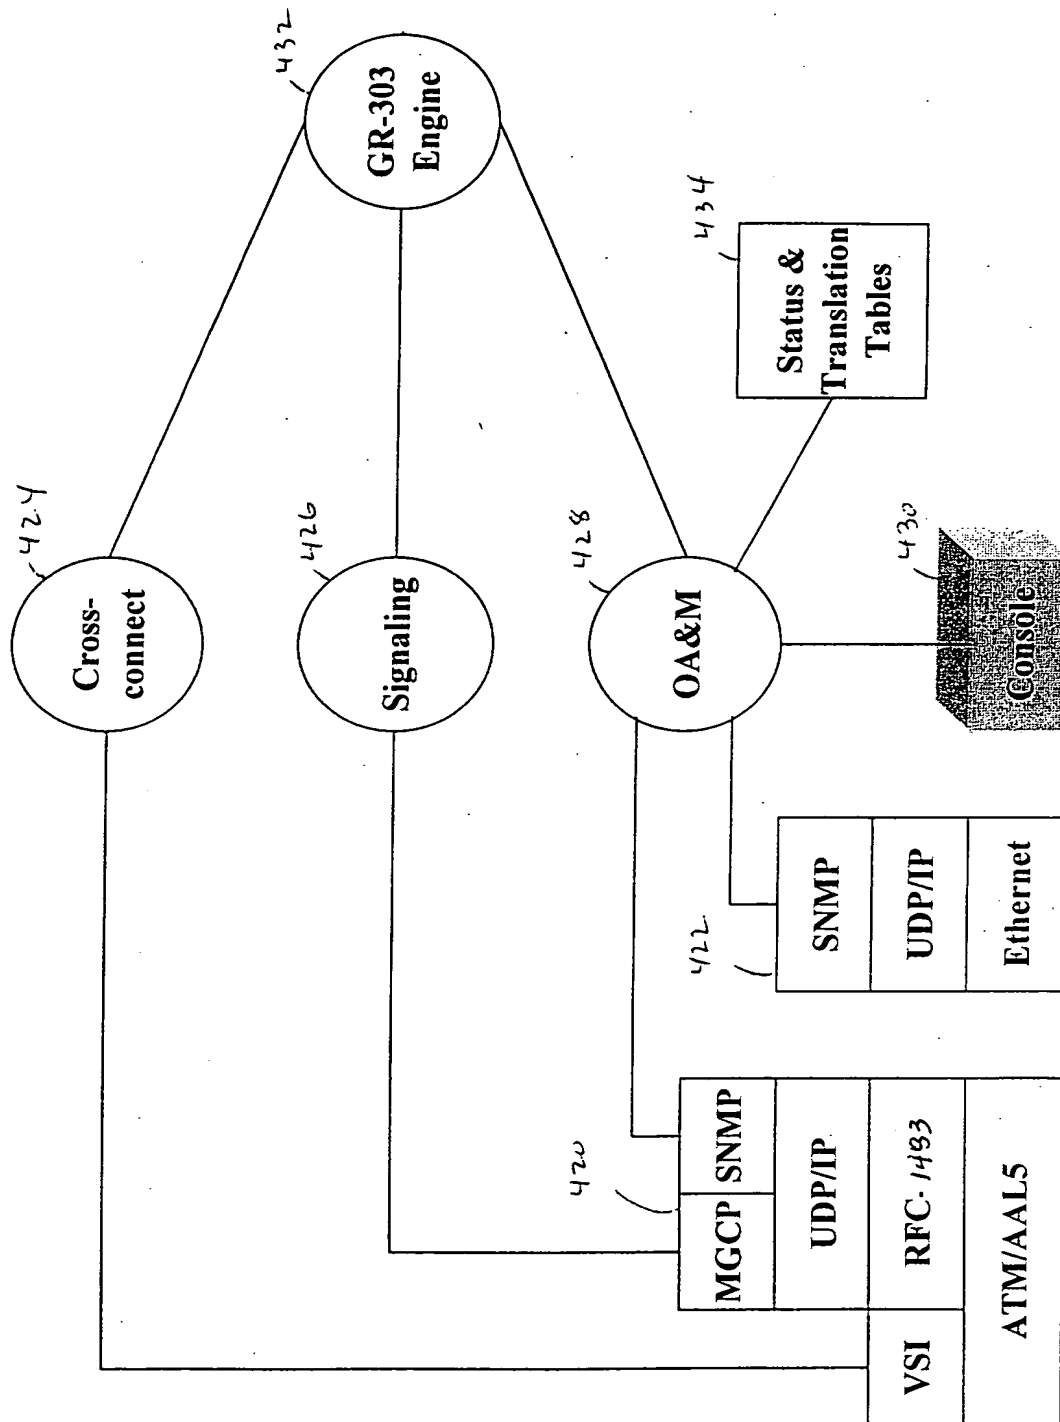 432
GR-303
Engine
434
Status &
Translation
Tables
424
Cross-
connect
426
Signaling
428
OA&M
430
Console
422
SNMP
UDP/IP
Ethernet
420
MGCP
SNMP
UDP/IP
VSI
RFC-1483
ATM/AAL5